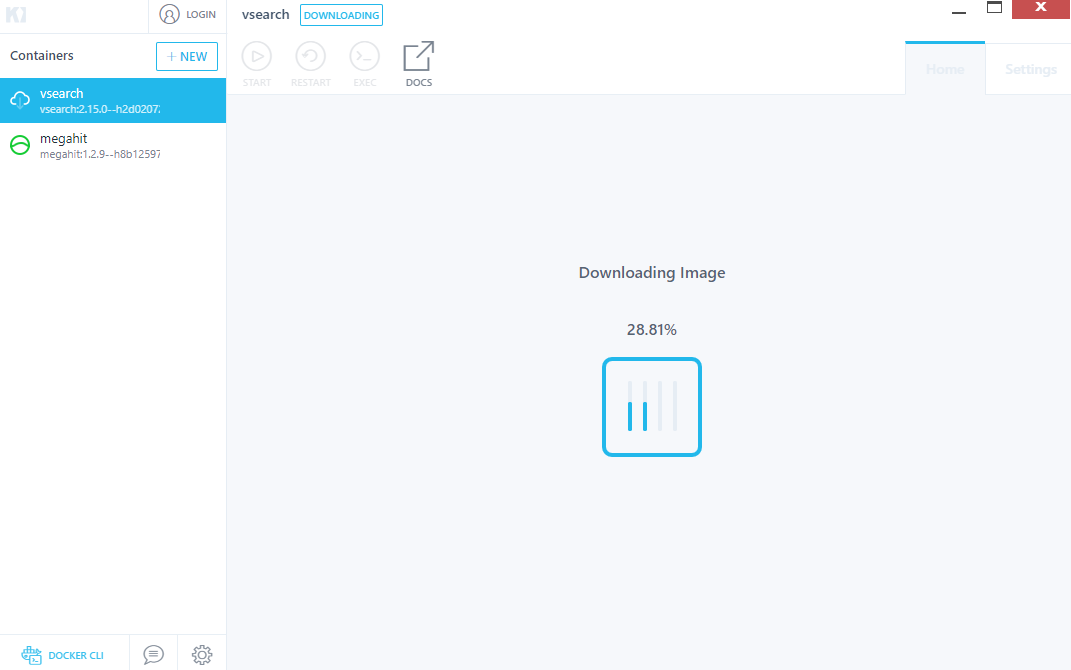 LOGIN
vsearch DOWNLOADING
Containers
+ NEW
START
RESTART
EXEC
DOCS
Home
Settings
vsearch
vsearch:2.15.0--h2d0207
megahit
megahit:1.2.9--h8b12597
Downloading Image
28.81%
DOCKER CLI